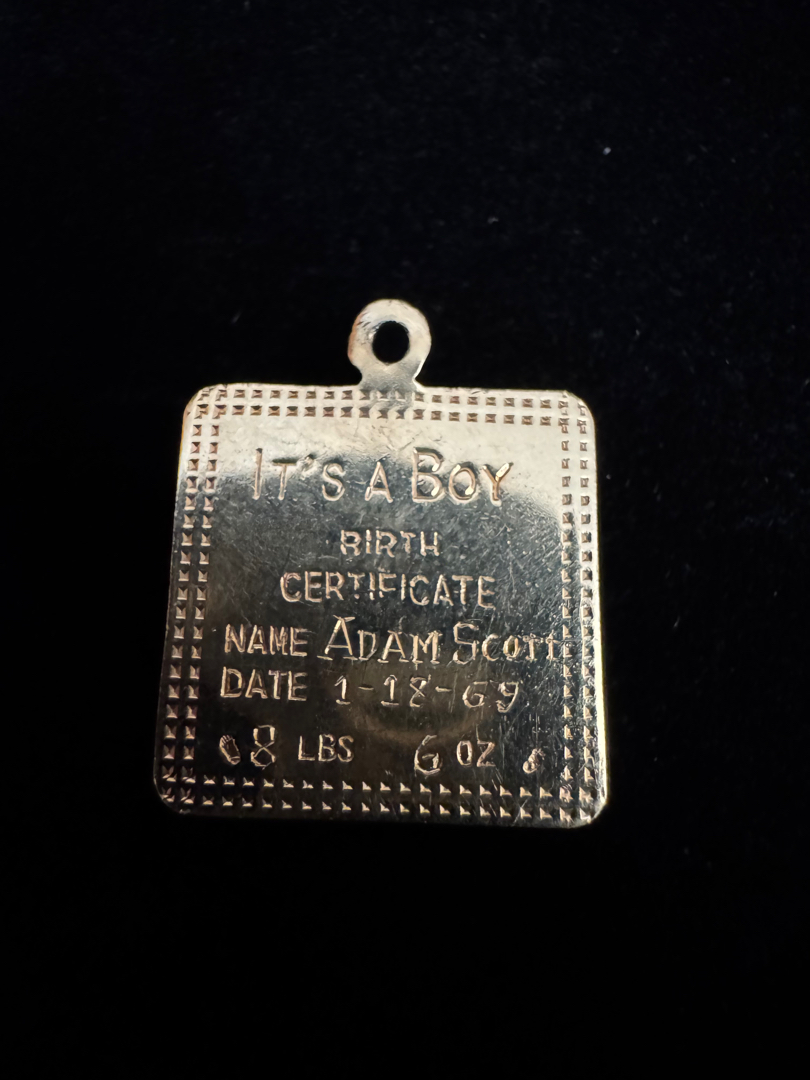 IT'S A BOY
BIRTH
CERTIFICATE
NAME ADAM SCOTT
DATE 1-18-69
8 LBS 6 OZ